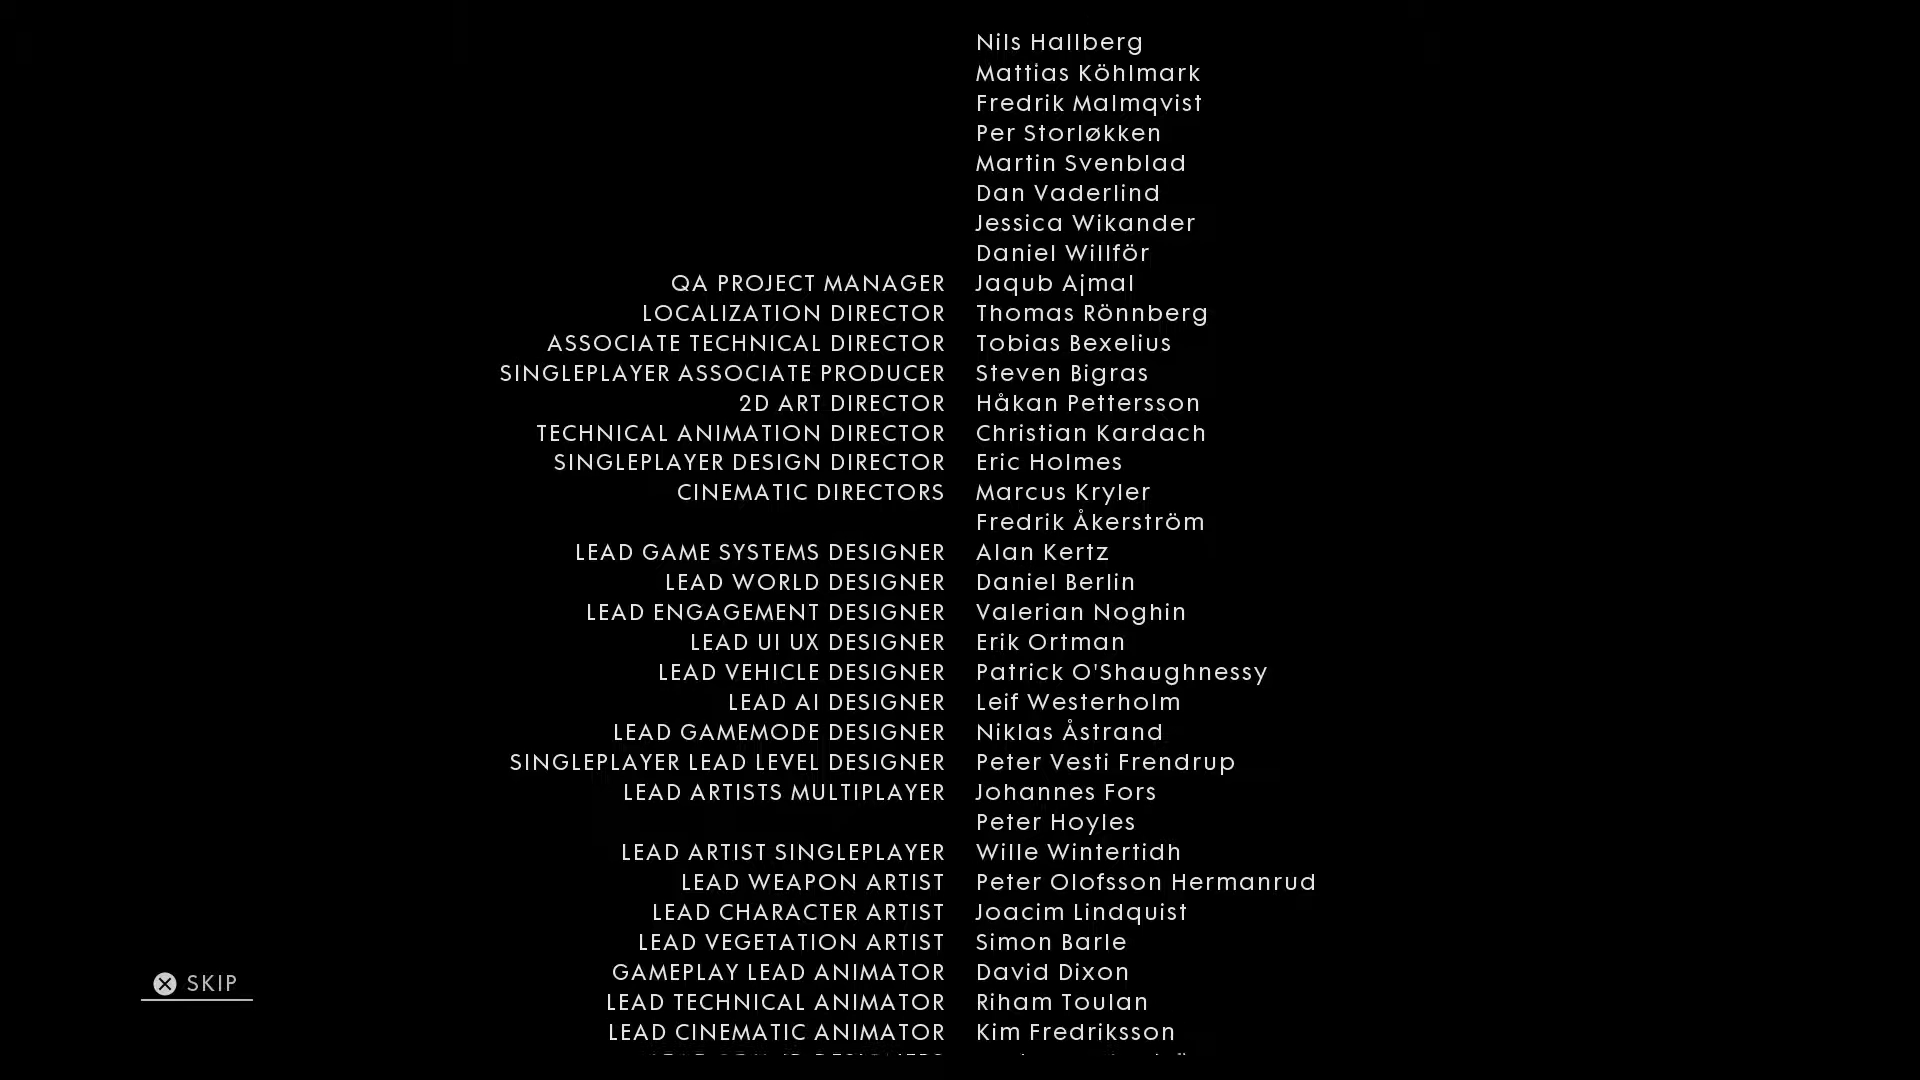 Nils Hallberg
Mattias Köhlmark
Fredrik Malmqvist
Per Storløkken
Martin Svenblad
Dan Vaderlind
Jessica Wikander
Daniel Willför
QA PROJECT MANAGER Jaqub Ajmal
LOCALIZATION DIRECTOR Thomas Rönnberg
ASSOCIATE TECHNICAL DIRECTOR Tobias Bexelius
SINGLEPLAYER ASSOCIATE PRODUCER Steven Bigras
2D ART DIRECTOR Håkan Pettersson
TECHNICAL ANIMATION DIRECTOR Christian Kardach
SINGLEPLAYER DESIGN DIRECTOR Eric Holmes
CINEMATIC DIRECTORS Marcus Kryler
Fredrik Åkerström
LEAD GAME SYSTEMS DESIGNER Alan Kertz
LEAD WORLD DESIGNER Daniel Berlin
LEAD ENGAGEMENT DESIGNER Valerian Noghin
LEAD UI UX DESIGNER Erik Ortman
LEAD VEHICLE DESIGNER Patrick O'Shaughnessy
LEAD AI DESIGNER Leif Westerholm
LEAD GAMEMODE DESIGNER Niklas Åstrand
SINGLEPLAYER LEAD LEVEL DESIGNER Peter Vesti Frendrup
LEAD ARTISTS MULTIPLAYER Johannes Fors
Peter Hoyles
LEAD ARTIST SINGLEPLAYER Wille Wintertidh
LEAD WEAPON ARTIST Peter Olofsson Hermanrud
LEAD CHARACTER ARTIST Joacim Lindquist
LEAD VEGETATION ARTIST Simon Barle
GAMEPLAY LEAD ANIMATOR David Dixon
SKIP
LEAD TECHNICAL ANIMATOR Riham Toulan
LEAD CINEMATIC ANIMATOR Kim Fredriksson